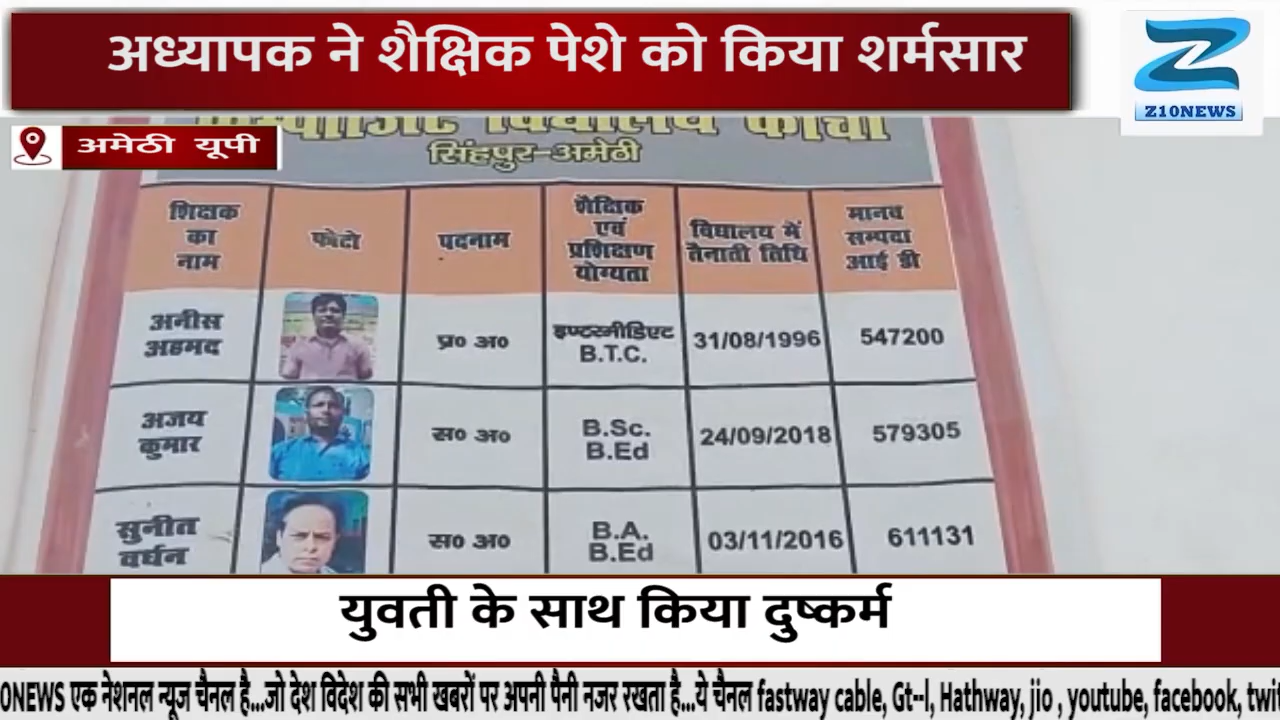 अध्यापक ने शैक्षिक पेशे को किया शर्मसार
Z10NEWS
अमेठी यूपी
विद्यालय
सिंहपुर-अमेठी
शिक्षक का नाम
फोटो
पदनाम
शैक्षिक एवं प्रशिक्षण योग्यता
विद्यालय में तैनाती तिथि
मानव सम्पदा आई डी
अनीस अहमद
प्र० अ०
इण्टरमीडिएट B.T.C.
31/08/1996
547200
अजय कुमार
स० अ०
B.Sc. B.Ed
24/09/2018
579305
सुनीत वर्धन
स० अ०
B.A. B.Ed
03/11/2016
611131
युवती के साथ किया दुष्कर्म
0NEWS एक नेशनल न्यूज चैनल है...जो देश विदेश की सभी खबरों पर अपनी पैनी नजर रखता है...ये चैनल fastway cable, Gt--l, Hathway, jio , youtube, facebook, twit